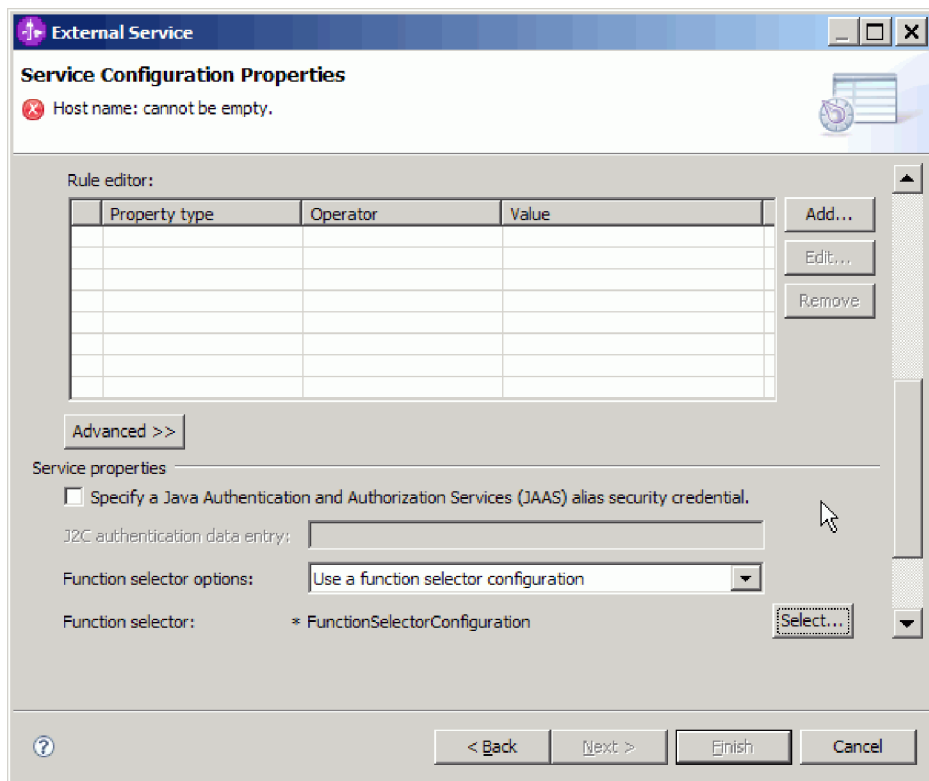 External Service
Service Configuration Properties
Host name: cannot be empty.
Rule editor:
Property type Operator Value
Add...
Edit...
Remove
Advanced >>
Service properties
Specify a Java Authentication and Authorization Services (JAAS) alias security credential.
J2C authentication data entry:
Function selector options: Use a function selector configuration
Function selector: * FunctionSelectorConfiguration Select...
? < Back Next > Finish Cancel